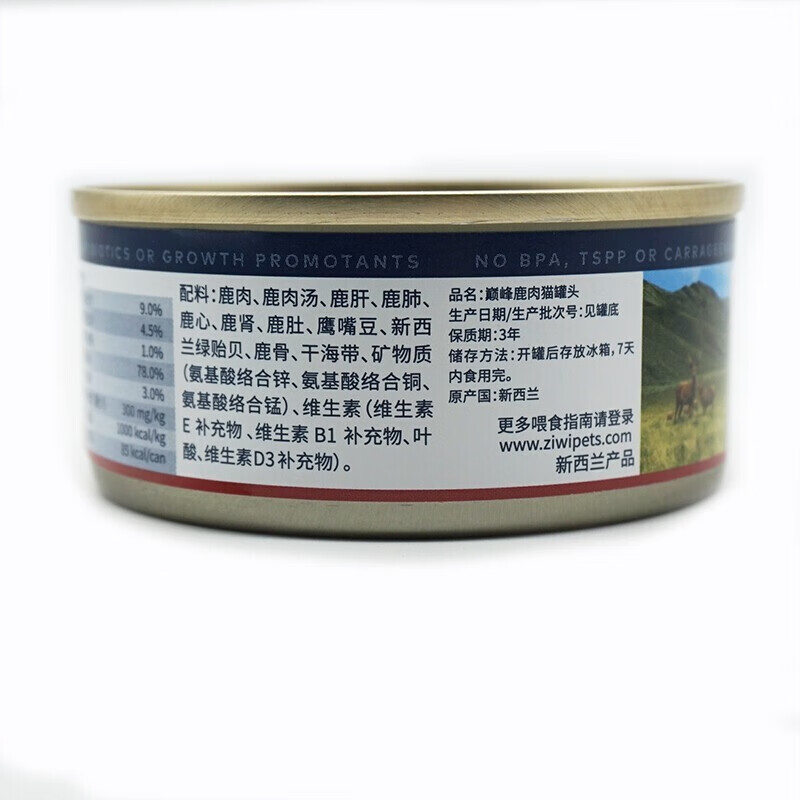 OTICS OR GROWTH PROMOTANTS
NO BPA, TSPP OR CARRAGEEN
9.0%
4.5%
1.0%
78.0%
3.0%
300 mg/kg
1000 kcal/kg
85 kcal/can
配料:鹿肉、鹿肉汤、鹿肝、鹿肺、
鹿心、鹿肾、鹿肚、鹰嘴豆、新西
兰绿贻贝、鹿骨、干海带、矿物质
(氨基酸络合锌、氨基酸络合铜、
氨基酸络合锰)、维生素(维生素
E 补充物、维生素 B1 补充物、叶
酸、维生素D3补充物)。
品名:巅峰鹿肉猫罐头
生产日期/生产批次号:见罐底
保质期:3年
储存方法:开罐后存放冰箱,7天
内食用完。
原产国:新西兰
更多喂食指南请登录
www.ziwipets.com
新西兰产品